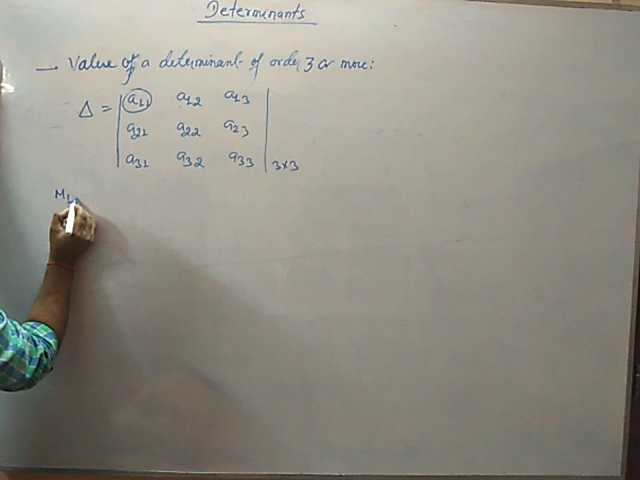 Determinants
— Value of a determinant of order 3 or more:
Δ = | a11 a12 a13 |
| a21 a22 a23 |
| a31 a32 a33 | 3×3
M1